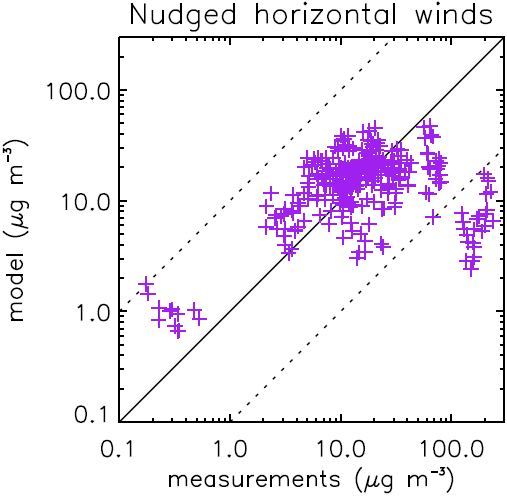 Nudged horizontal winds
100.0
10.0
1.0
0.1
model (μg m⁻³)
0.1 1.0 10.0 100.0
measurements (μg m⁻³)